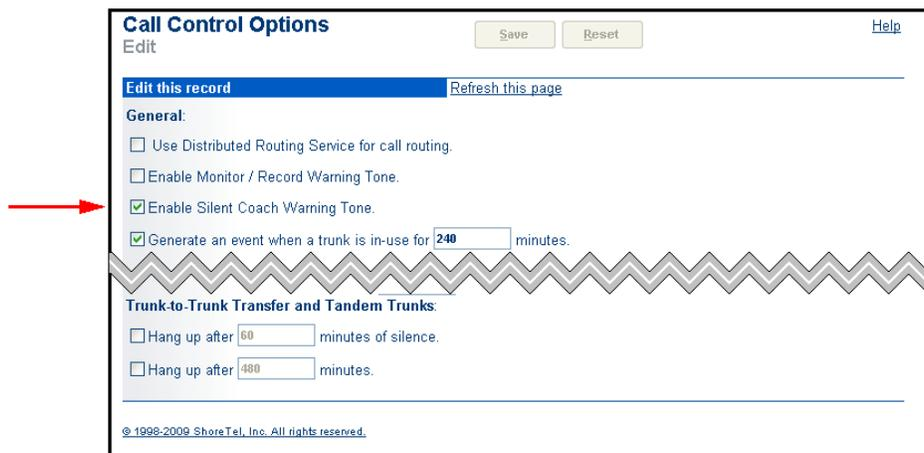 Call Control Options
Edit
Save
Reset
Help
Edit this record
Refresh this page
General:
Use Distributed Routing Service for call routing.
Enable Monitor / Record Warning Tone.
Enable Silent Coach Warning Tone.
Generate an event when a trunk is in-use for 240 minutes.
Trunk-to-Trunk Transfer and Tandem Trunks:
Hang up after 60 minutes of silence.
Hang up after 480 minutes.
© 1998-2009 ShoreTel, Inc. All rights reserved.